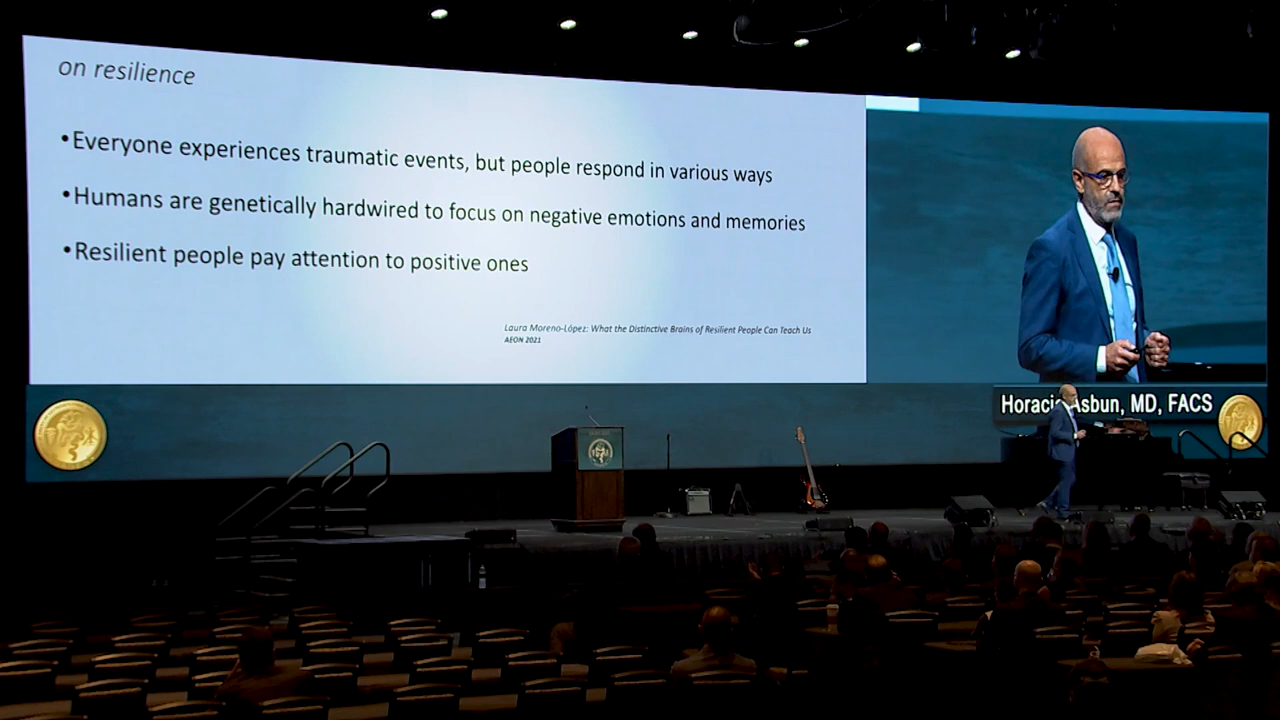 on resilience
•Everyone experiences traumatic events, but people respond in various ways
•Humans are genetically hardwired to focus on negative emotions and memories
•Resilient people pay attention to positive ones
Laura Moreno-López: What the Distinctive Brains of Resilient People Can Teach Us
AEON 2021
Asbun, MD, FACS